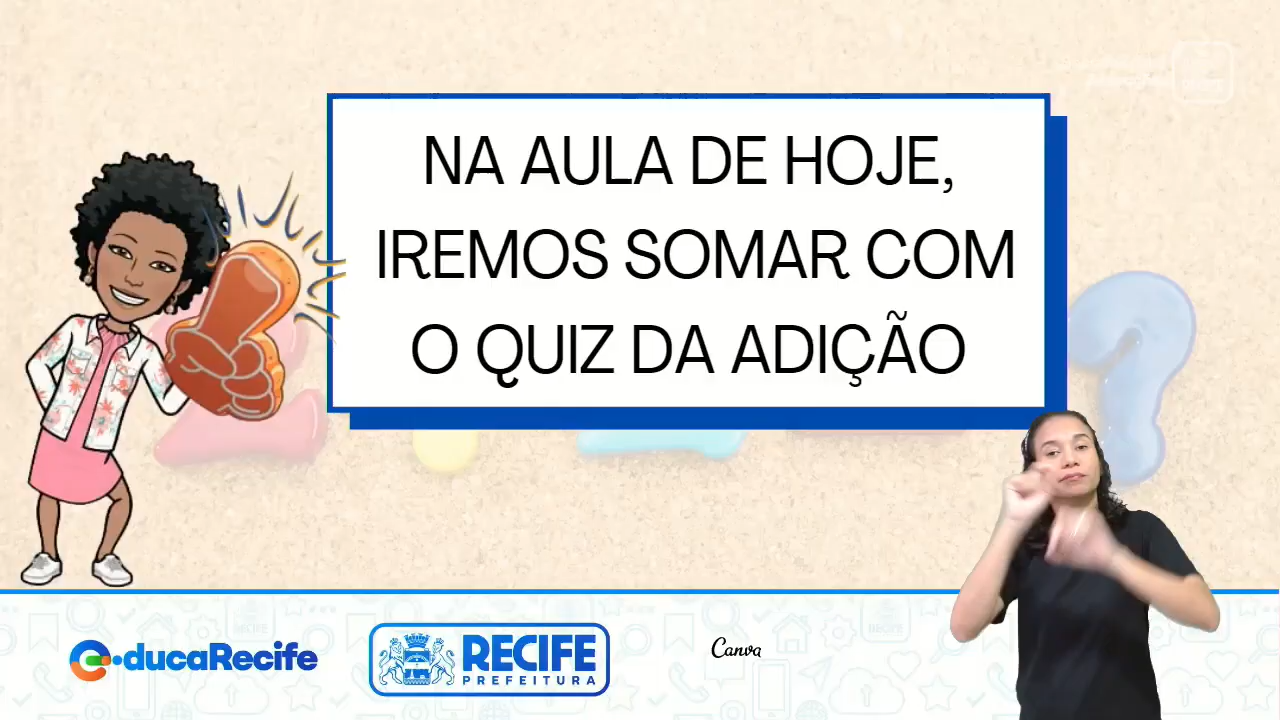 NA AULA DE HOJE,
IREMOS SOMAR COM
O QUIZ DA ADIÇÃO
educaRecife
RECIFE
PREFEITURA
Canva